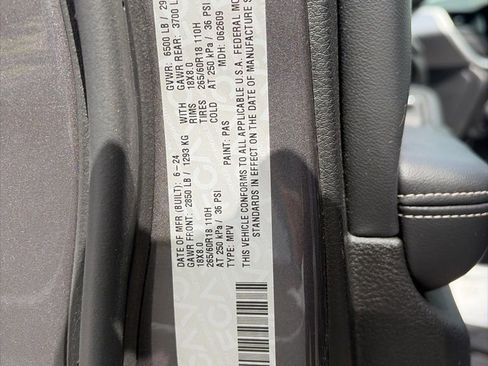 DATE OF MFR (BUILT): 6-24 GVWR: 6500 LB / 29
GAWR FRONT: 2850 LB / 1293 KG WITH GAWR REAR: 3700 L
18X8.0 RIMS 18X8.0
265/60R18 110H TIRES 265/60R18 110H
AT 250 kPa / 36 PSI COLD AT 250 kPa / 36 PSI
TYPE: MPV PAINT: PAS MDH: 062609
THIS VEHICLE CONFORMS TO ALL APPLICABLE U.S.A. FEDERAL MO
STANDARDS IN EFFECT ON THE DATE OF MANUFACTURE S